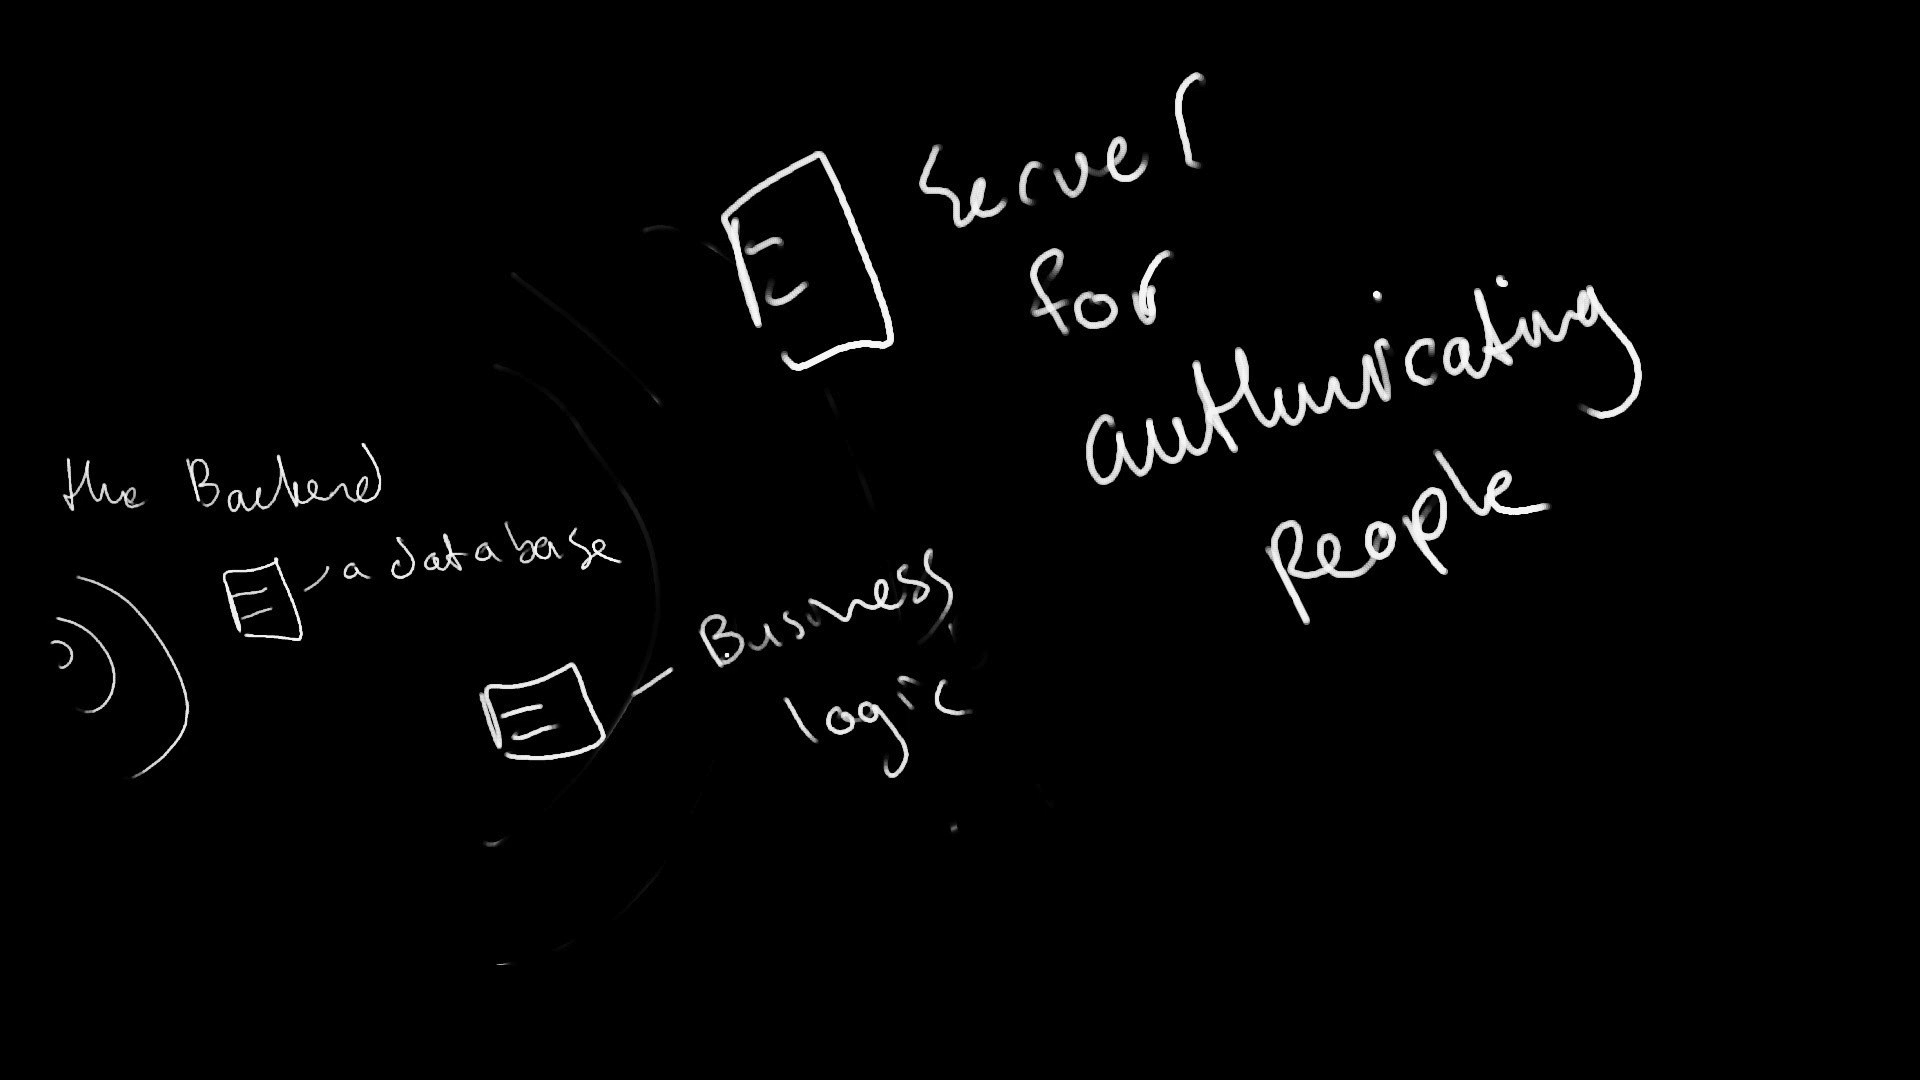 the Backend
a database
Business
logic
Server
for
authenticating
people